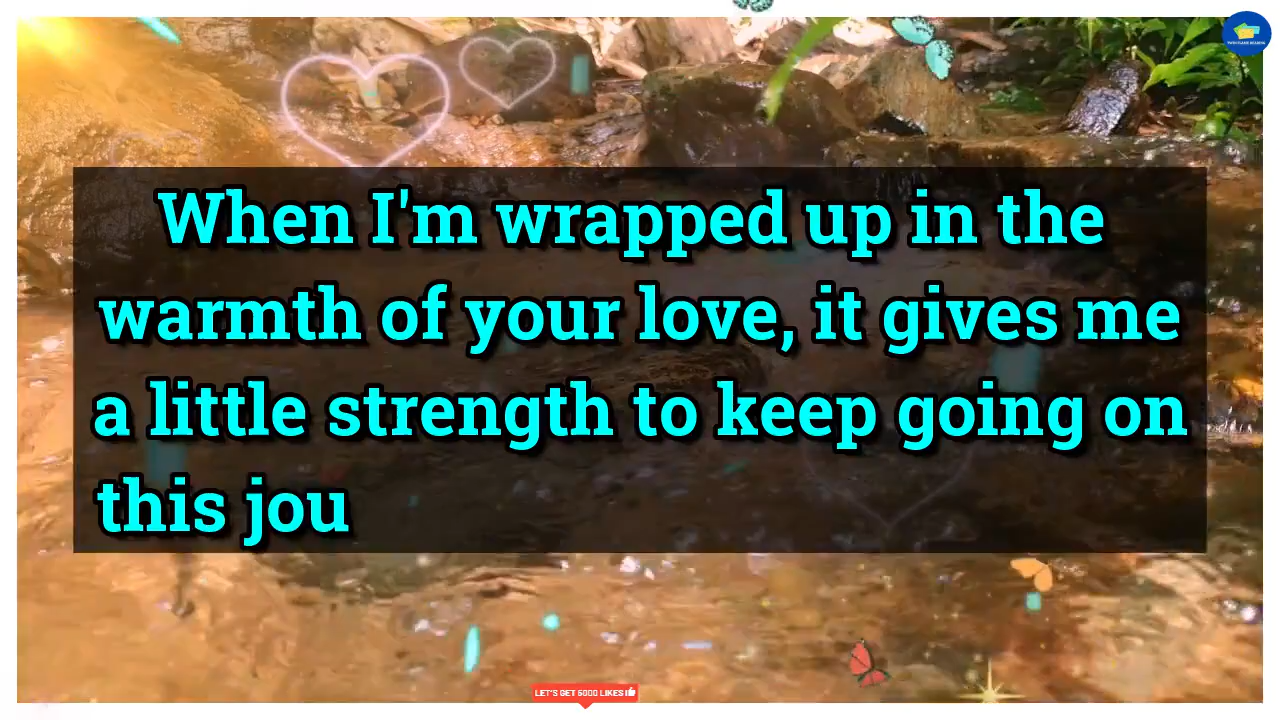 When I'm wrapped up in the
warmth of your love, it gives me
a little strength to keep going on
this jou
LET'S GET 5000 LIKES